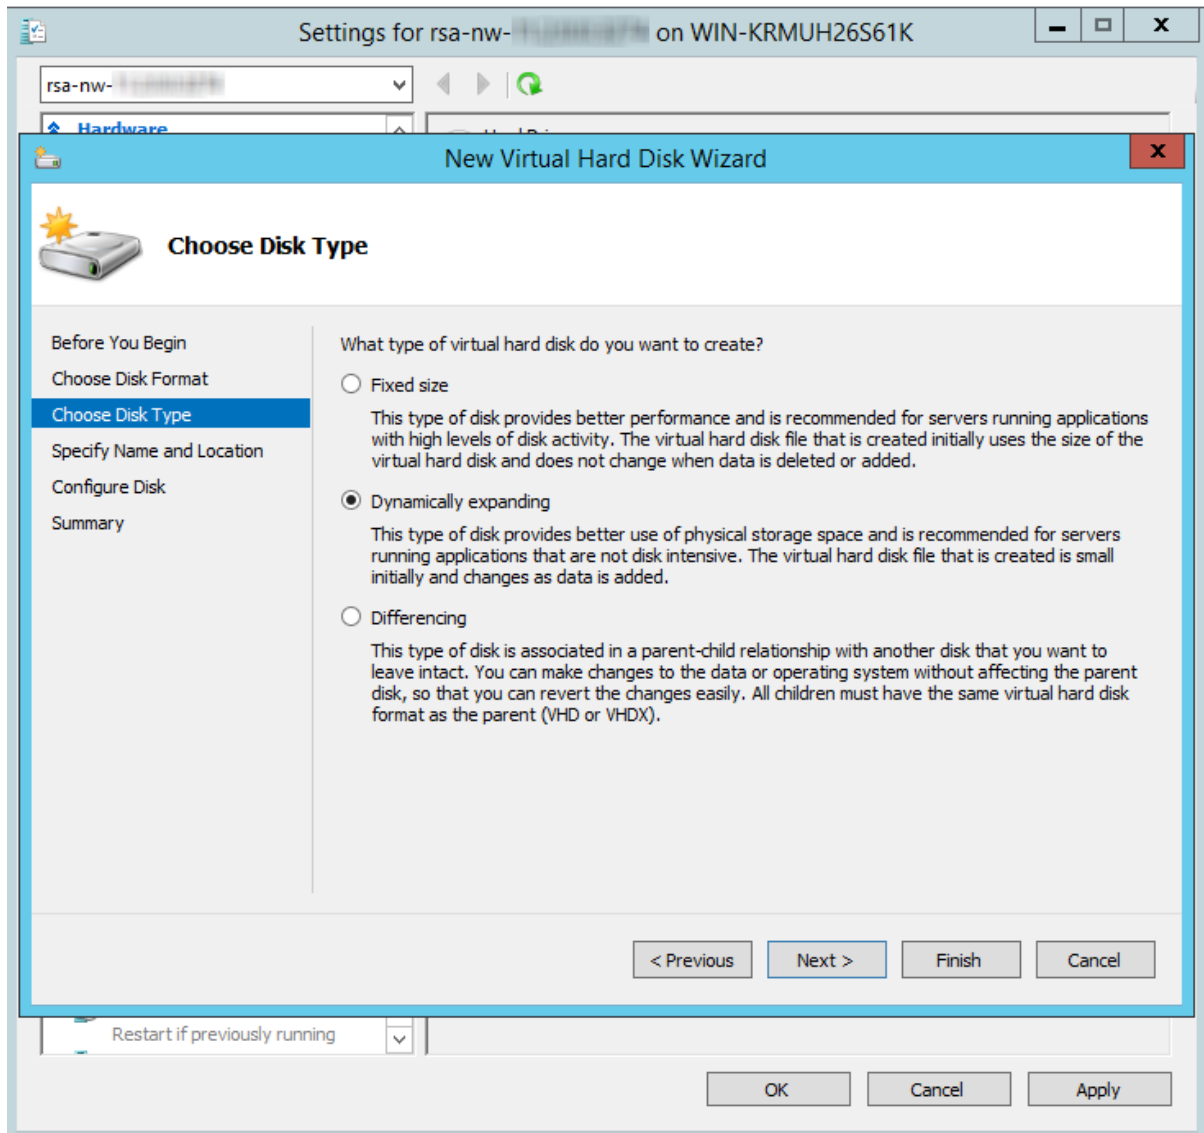 Settings for rsa-nw- on WIN-KRMUH26S61K
rsa-nw-
Hardware
New Virtual Hard Disk Wizard
Choose Disk Type
Before You Begin
Choose Disk Format
Choose Disk Type
Specify Name and Location
Configure Disk
Summary
What type of virtual hard disk do you want to create?
Fixed size
This type of disk provides better performance and is recommended for servers running applications
with high levels of disk activity. The virtual hard disk file that is created initially uses the size of the
virtual hard disk and does not change when data is deleted or added.
Dynamically expanding
This type of disk provides better use of physical storage space and is recommended for servers
running applications that are not disk intensive. The virtual hard disk file that is created is small
initially and changes as data is added.
Differencing
This type of disk is associated in a parent-child relationship with another disk that you want to
leave intact. You can make changes to the data or operating system without affecting the parent
disk, so that you can revert the changes easily. All children must have the same virtual hard disk
format as the parent (VHD or VHDX).
< Previous
Next >
Finish
Cancel
Restart if previously running
OK
Cancel
Apply